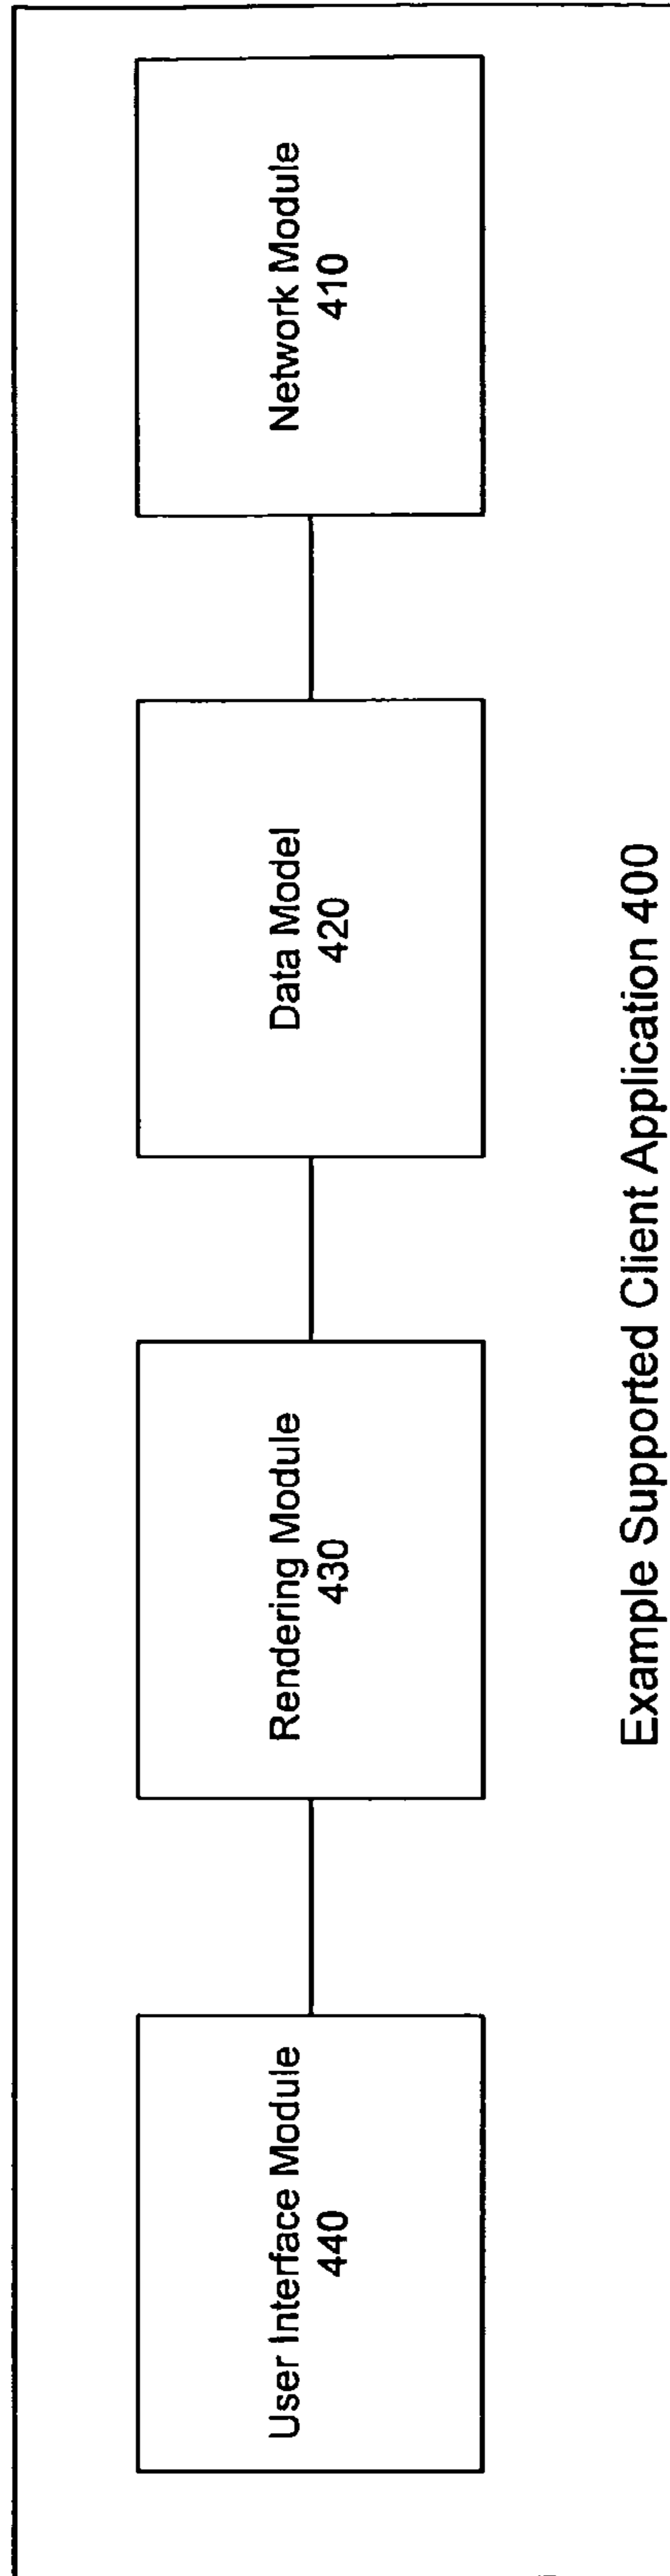 User Interface Module
440
Rendering Module
430
Data Model
420
Network Module
410
Example Supported Client Application 400